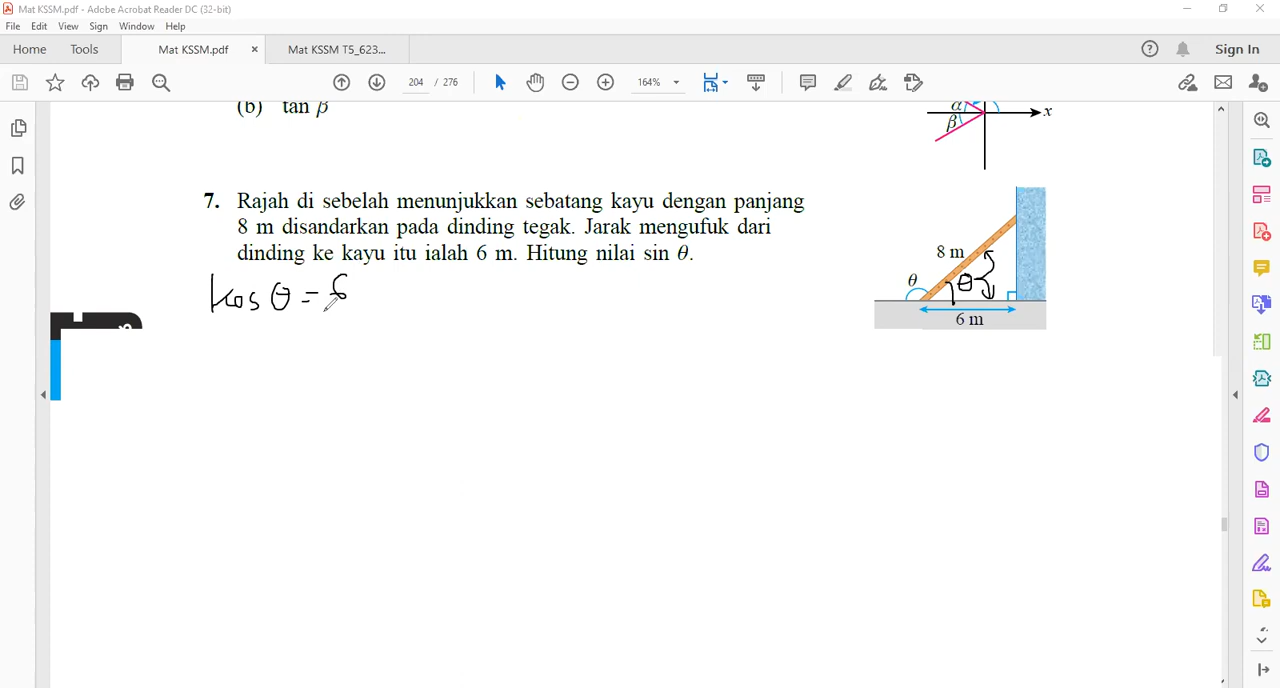 Mat KSSM.pdf - Adobe Acrobat Reader DC (32-bit)
File Edit View Sign Window Help
Home Tools Mat KSSM.pdf × Mat KSSM T5_623... ? Sign In
204 / 276 164%
(b) tan β
α
β
x
7. Rajah di sebelah menunjukkan sebatang kayu dengan panjang
8 m disandarkan pada dinding tegak. Jarak mengufuk dari
dinding ke kayu itu ialah 6 m. Hitung nilai sin θ.
8 m
θ
θ
6 m
kos θ =